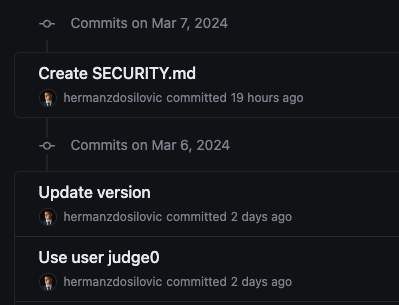 Commits on Mar 7, 2024
Create SECURITY.md
hermanzdosilovic committed 19 hours ago
Commits on Mar 6, 2024
Update version
hermanzdosilovic committed 2 days ago
Use user judge0
hermanzdosilovic committed 2 days ago